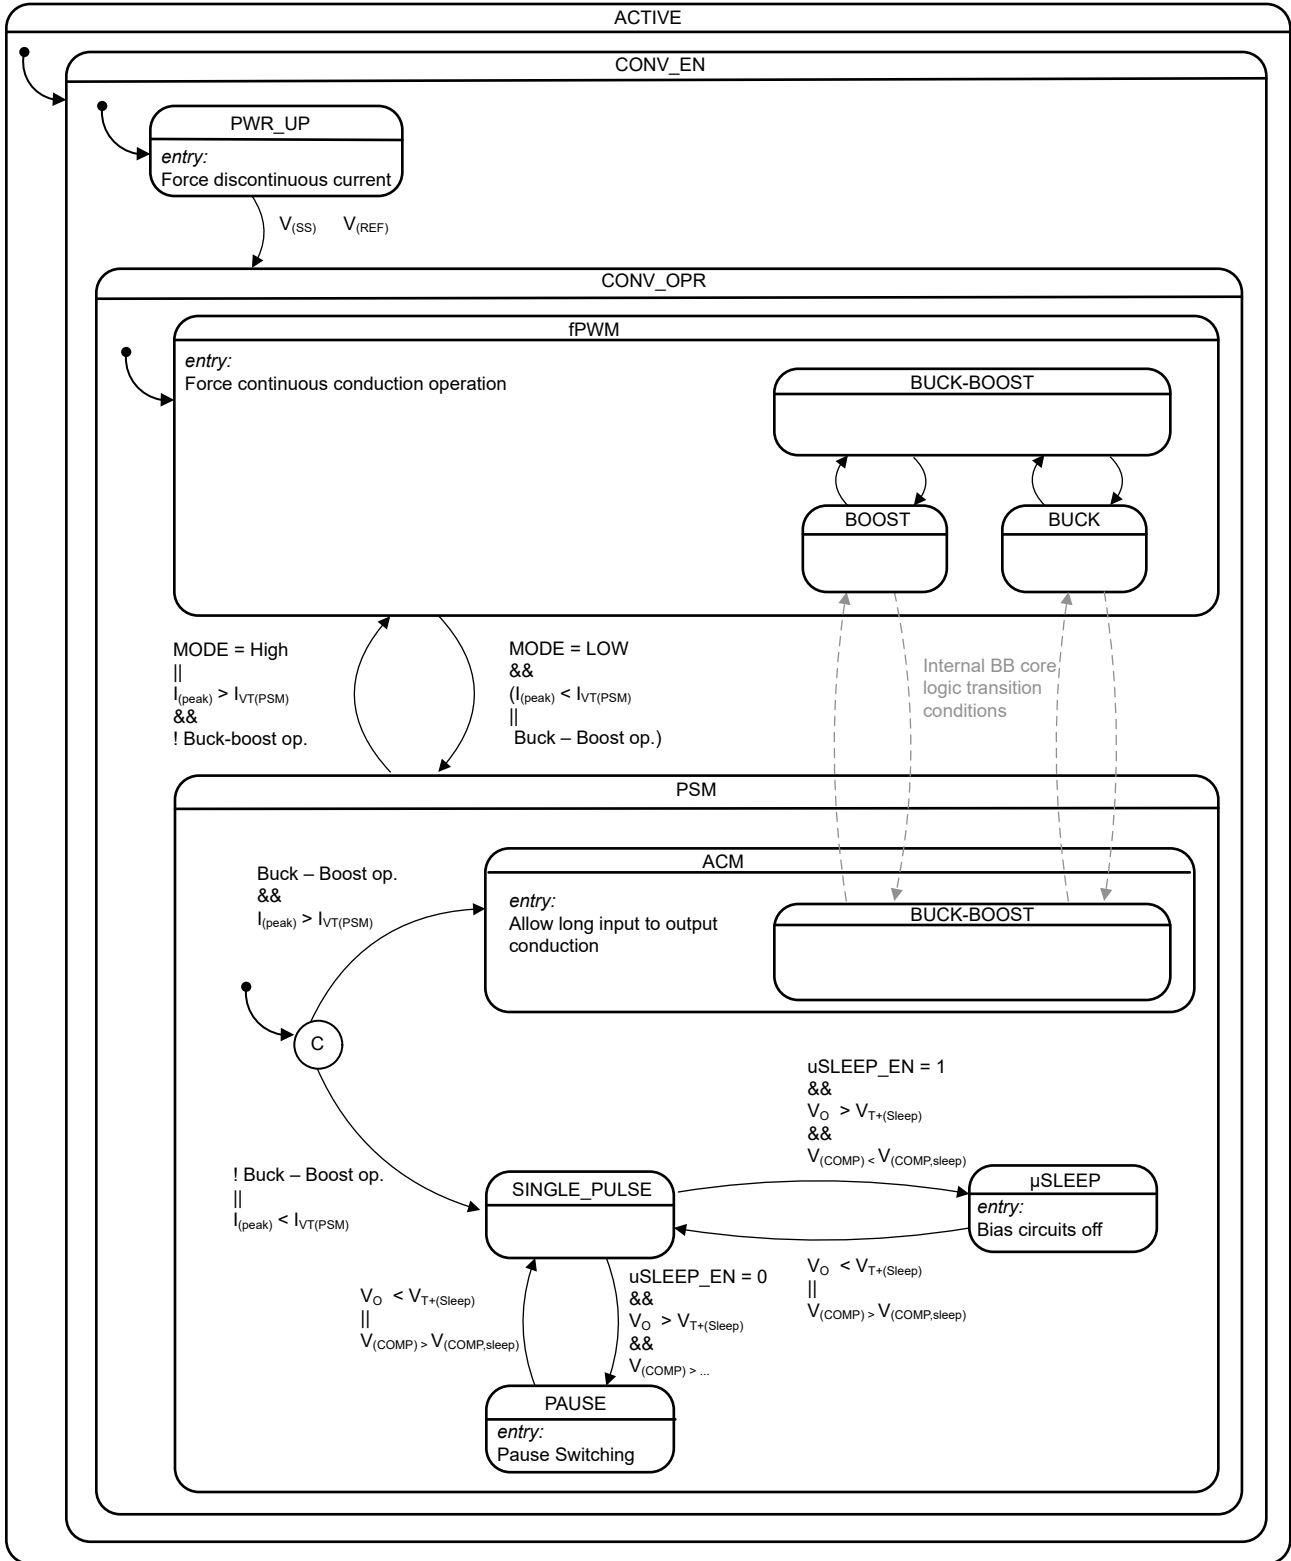 ACTIVE
CONV_EN
PWR_UP
entry:
Force discontinuous current
V(SS) V(REF)
CONV_OPR
fPWM
entry:
Force continuous conduction operation
BUCK-BOOST
BOOST
BUCK
MODE = High
||
I(peak) > IVT(PSM)
&&
! Buck-boost op.
MODE = LOW
&&
(I(peak) < IVT(PSM)
||
Buck – Boost op.)
Internal BB core
logic transition
conditions
PSM
ACM
entry:
Allow long input to output
conduction
BUCK-BOOST
Buck – Boost op.
&&
I(peak) > IVT(PSM)
C
! Buck – Boost op.
||
I(peak) < IVT(PSM)
uSLEEP_EN = 1
&&
VO > VT+(Sleep)
&&
V(COMP) < V(COMP,sleep)
SINGLE_PULSE
µSLEEP
entry:
Bias circuits off
VO < VT+(Sleep)
||
V(COMP) > V(COMP,sleep)
VO < VT+(Sleep)
||
V(COMP) > V(COMP,sleep)
uSLEEP_EN = 0
&&
VO > VT+(Sleep)
&&
V(COMP) > ...
PAUSE
entry:
Pause Switching